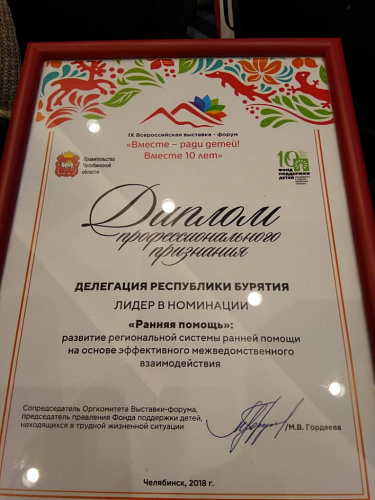 IX Всероссийская выставка - форум
«Вместе – ради детей!
Вместе 10 лет»
Правительство
Челябинской
области
10
ФОНД
ПОДДЕРЖКИ
ДЕТЕЙ
Диплом
профессионального
признания
ДЕЛЕГАЦИЯ РЕСПУБЛИКИ БУРЯТИЯ
ЛИДЕР В НОМИНАЦИИ
«Ранняя помощь»:
развитие региональной системы ранней помощи
на основе эффективного межведомственного
взаимодействия
Сопредседатель Оргкомитета Выставки-форума,
председатель правления Фонда поддержки детей,
находящихся в трудной жизненной ситуации
/М.В. Гордеева
Челябинск, 2018 г.